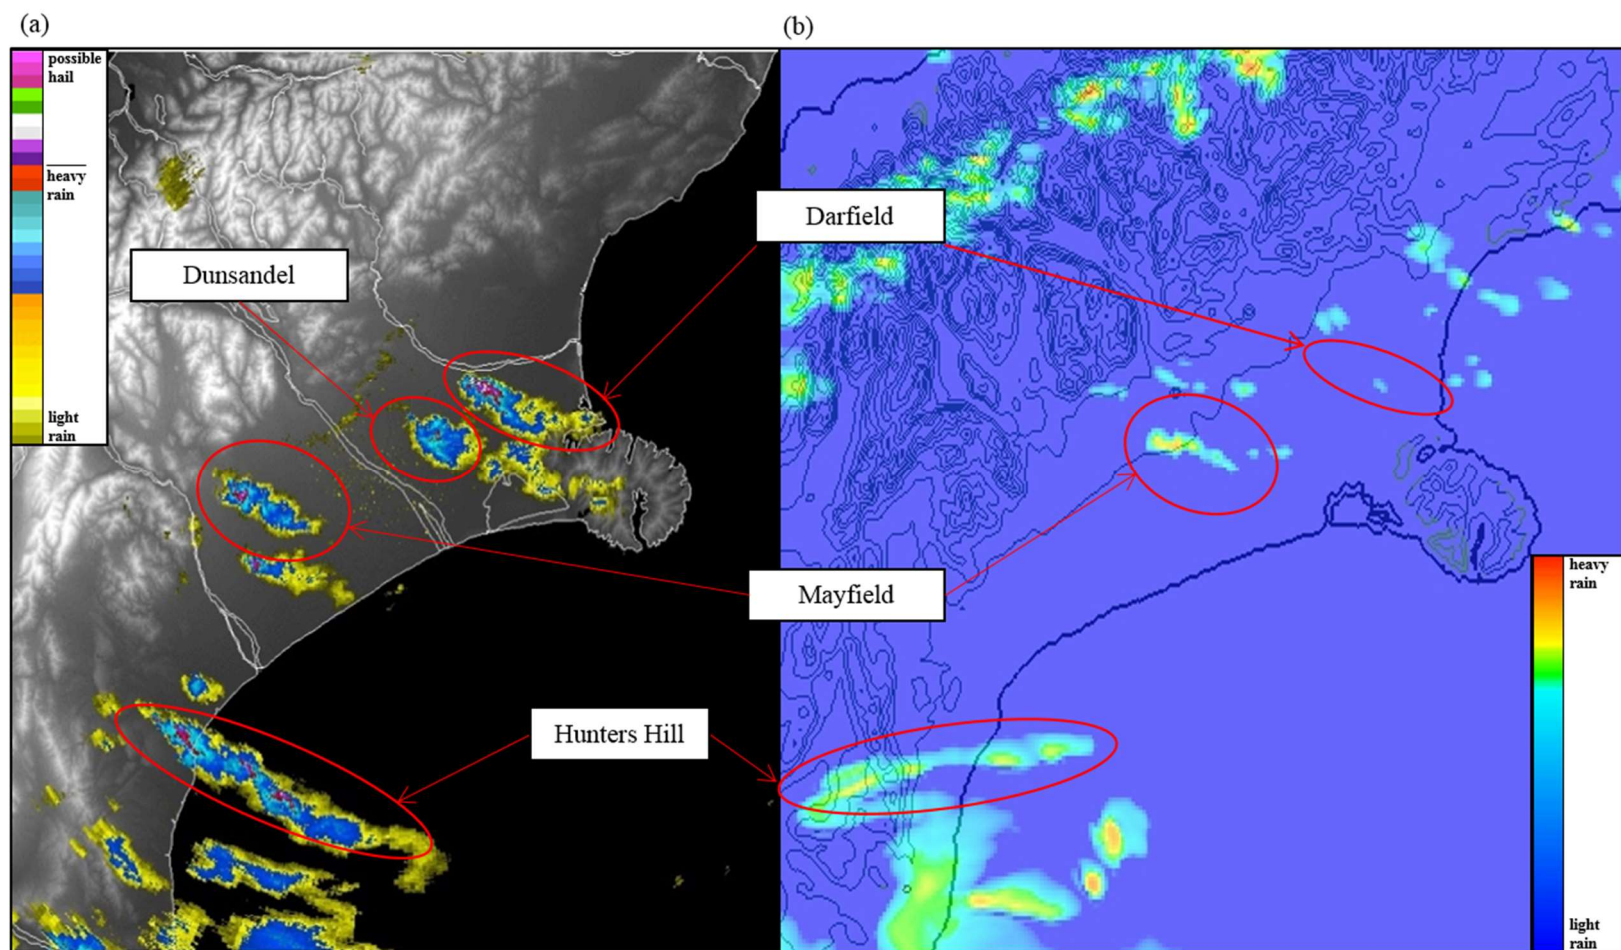 (a)
(b)
possible
hail
heavy
rain
light
rain
Darfield
Dunsandel
Mayfield
Hunters Hill
heavy
rain
light
rain